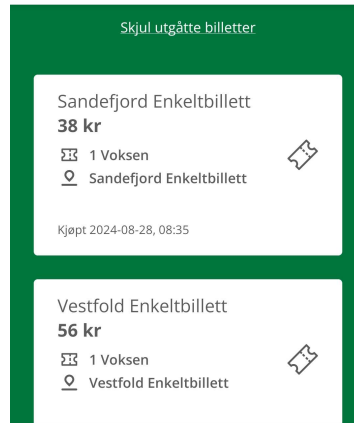 Skjul utgåtte billetter
Sandefjord Enkeltbillett
38 kr
1 Voksen
Sandefjord Enkeltbillett
Kjøpt 2024-08-28, 08:35
Vestfold Enkeltbillett
56 kr
1 Voksen
Vestfold Enkeltbillett